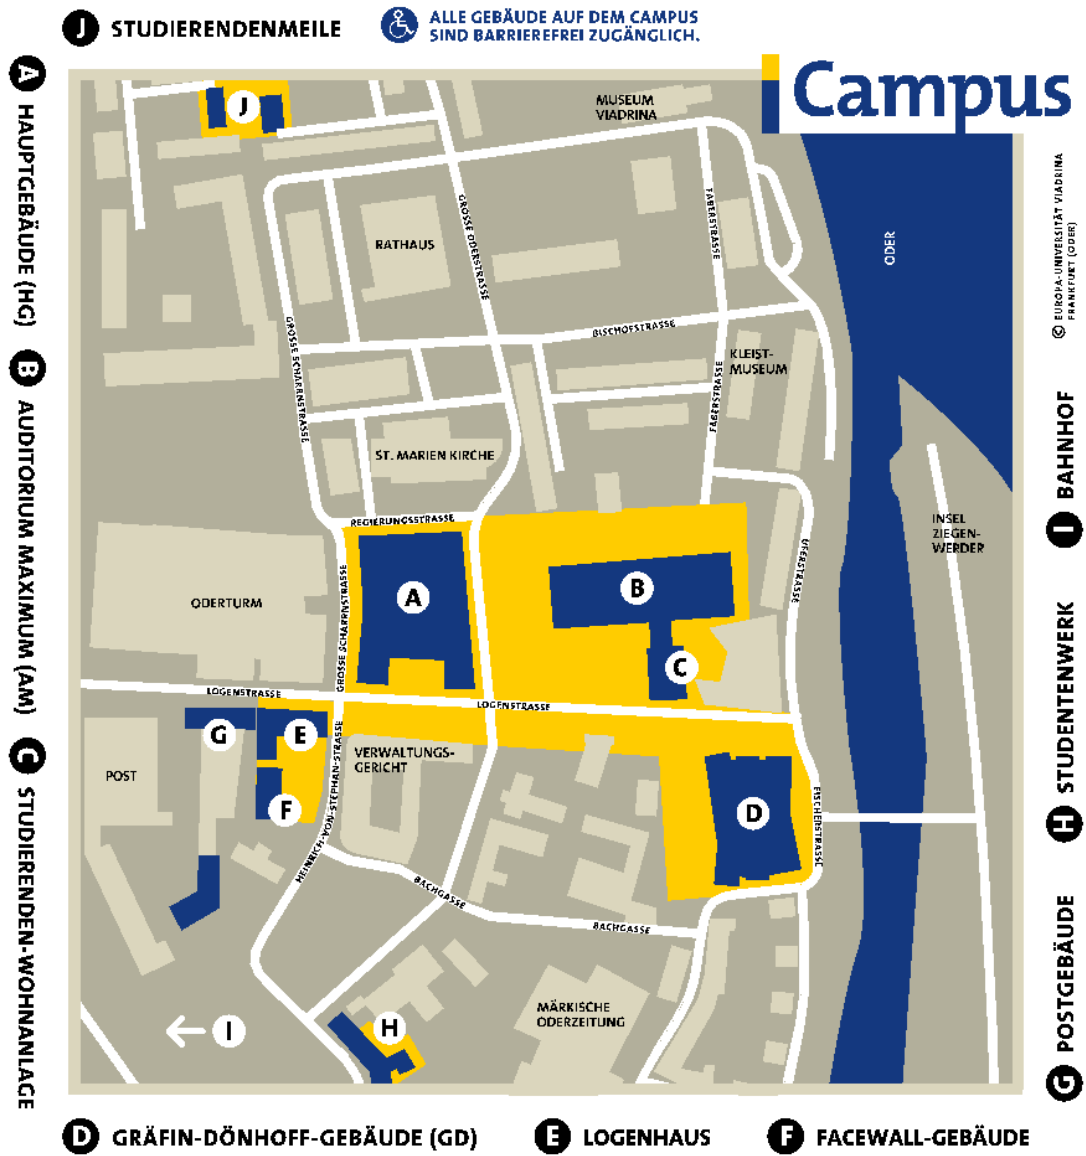 J STUDIERENDENMEILE
ALLE GEBÄUDE AUF DEM CAMPUS
SIND BARRIEREFREI ZUGÄNGLICH.
Campus
A HAUPTGEBÄUDE (HG)
B AUDITORIUM MAXIMUM (AM)
C STUDIERENDEN-WOHNANLAGE
J
MUSEUM
VIADRINA
RATHAUS
GROSSE ODERSTRASSE
FABERSTRASSE
ODER
GROSSE SCHARRNSTRASSE
BISCHOFSTRASSE
KLEIST-
MUSEUM
FABERSTRASSE
ST. MARIEN KIRCHE
REGIERUNGSSTRASSE
INSEL
ZIEGEN-
WERDER
UFERSTRASSE
ODERTURM
GROSSE SCHARRNSTRASSE
A
B
C
LOGENSTRASSE
LOGENSTRASSE
G
E
F
POST
HEINRICH-VON-STEPHAN-STRASSE
VERWALTUNGS-
GERICHT
D
FISCHERSTRASSE
BACHGASSE
BACHGASSE
MÄRKISCHE
ODERZEITUNG
H
I
© EUROPA-UNIVERSITÄT VIADRINA
FRANKFURT (ODER)
I BAHNHOF
H STUDENTENWERK
G POSTGEBÄUDE
D GRÄFIN-DÖNHOFF-GEBÄUDE (GD)
E LOGENHAUS
F FACEWALL-GEBÄUDE